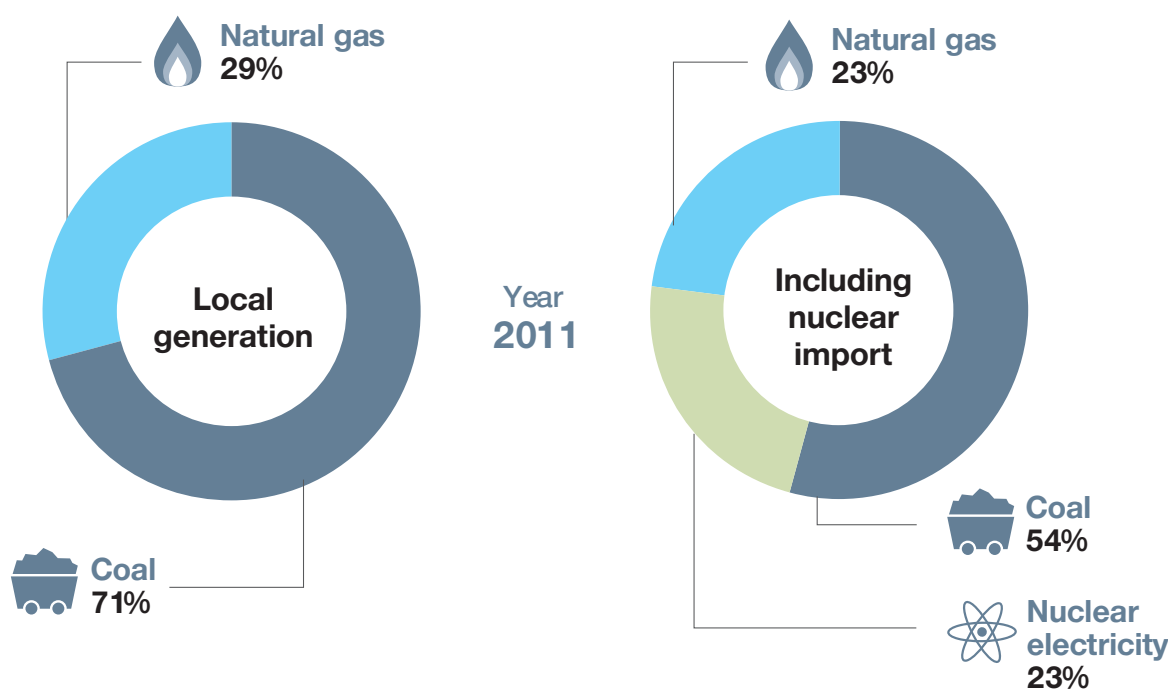 Natural gas
29%
Local
generation
Coal
71%
Year
2011
Natural gas
23%
Including
nuclear
import
Coal
54%
Nuclear
electricity
23%